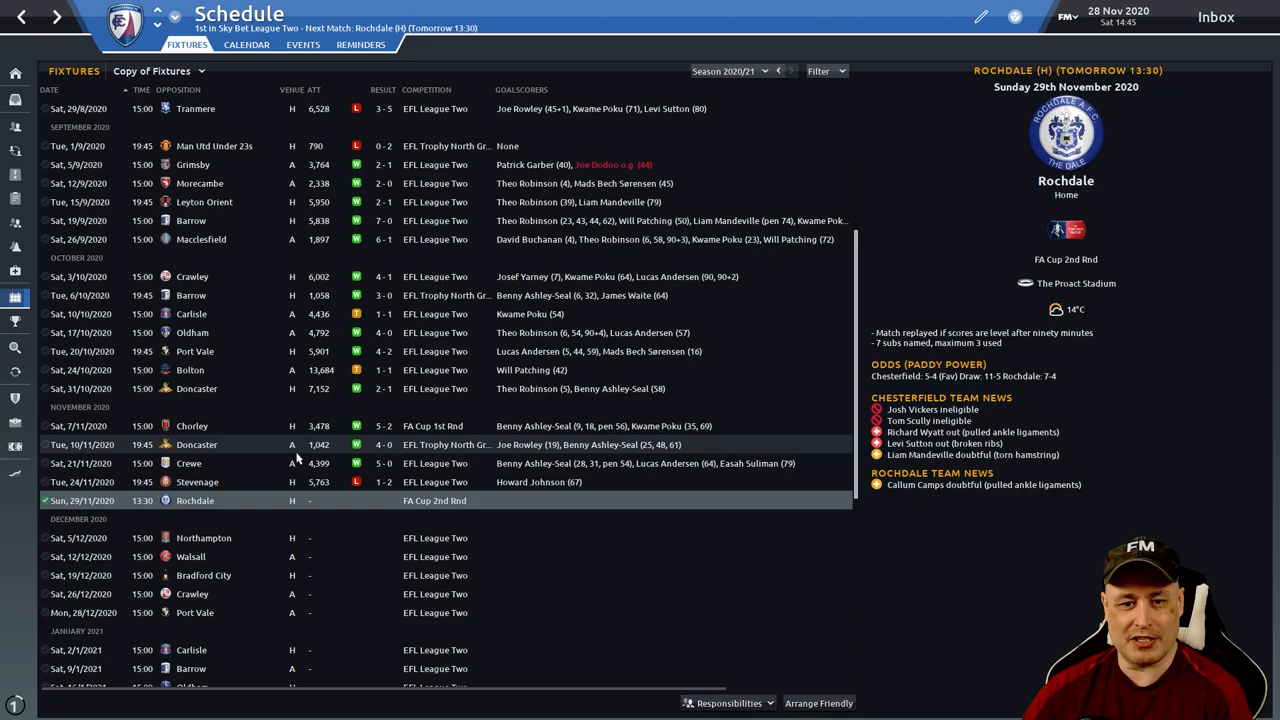 Schedule
1st in Sky Bet League Two - Next Match: Rochdale (H) (Tomorrow 13:30)
FM
28 Nov 2020
Sat 14:45
Inbox
FIXTURES CALENDAR EVENTS REMINDERS
FIXTURES Copy of Fixtures Season 2020/21 Filter
DATE TIME OPPOSITION VENUE ATT RESULT COMPETITION GOALSCORERS
Sat, 29/8/2020 15:00 Tranmere H 6,528 L 3 - 5 EFL League Two Joe Rowley (45+1), Kwame Poku (71), Levi Sutton (80)
SEPTEMBER 2020
Tue, 1/9/2020 19:45 Man Utd Under 23s H 790 L 0 - 2 EFL Trophy North Gr... None
Sat, 5/9/2020 15:00 Grimsby A 3,764 W 2 - 1 EFL League Two Patrick Garber (40), Joe Dodoo o.g. (44)
Sat, 12/9/2020 15:00 Morecambe A 2,338 W 2 - 0 EFL League Two Theo Robinson (4), Mads Bech Sørensen (45)
Tue, 15/9/2020 19:45 Leyton Orient H 5,950 W 2 - 1 EFL League Two Theo Robinson (39), Liam Mandeville (79)
Sat, 19/9/2020 15:00 Barrow H 5,838 W 7 - 0 EFL League Two Theo Robinson (23, 43, 44, 62), Will Patching (50), Liam Mandeville (pen 74), Kwame Pok...
Sat, 26/9/2020 15:00 Macclesfield A 1,897 W 6 - 1 EFL League Two David Buchanan (4), Theo Robinson (6, 58, 90+3), Kwame Poku (23), Will Patching (72)
OCTOBER 2020
Sat, 3/10/2020 15:00 Crawley H 6,002 W 4 - 1 EFL League Two Josef Yarney (7), Kwame Poku (64), Lucas Andersen (90, 90+2)
Tue, 6/10/2020 19:45 Barrow H 1,058 W 3 - 0 EFL Trophy North Gr... Benny Ashley-Seal (6, 32), James Waite (64)
Sat, 10/10/2020 15:00 Carlisle A 4,436 T 1 - 1 EFL League Two Kwame Poku (54)
Sat, 17/10/2020 15:00 Oldham A 4,792 W 4 - 0 EFL League Two Theo Robinson (6, 54, 90+4), Lucas Andersen (57)
Tue, 20/10/2020 19:45 Port Vale H 5,901 W 4 - 2 EFL League Two Lucas Andersen (5, 44, 59), Mads Bech Sørensen (16)
Sat, 24/10/2020 15:00 Bolton A 13,684 T 1 - 1 EFL League Two Will Patching (42)
Sat, 31/10/2020 15:00 Doncaster H 7,152 W 2 - 1 EFL League Two Theo Robinson (5), Benny Ashley-Seal (58)
NOVEMBER 2020
Sat, 7/11/2020 15:00 Chorley H 3,478 W 5 - 2 FA Cup 1st Rnd Benny Ashley-Seal (9, 18, pen 56), Kwame Poku (35, 69)
Tue, 10/11/2020 19:45 Doncaster A 1,042 W 4 - 0 EFL Trophy North Gr... Joe Rowley (19), Benny Ashley-Seal (25, 48, 61)
Sat, 21/11/2020 15:00 Crewe A 4,399 W 5 - 0 EFL League Two Benny Ashley-Seal (28, 31, pen 54), Lucas Andersen (64), Easah Suliman (79)
Tue, 24/11/2020 19:45 Stevenage H 5,763 L 1 - 2 EFL League Two Howard Johnson (67)
Sun, 29/11/2020 13:30 Rochdale H - FA Cup 2nd Rnd
DECEMBER 2020
Sat, 5/12/2020 15:00 Northampton H - EFL League Two
Sat, 12/12/2020 15:00 Walsall A - EFL League Two
Sat, 19/12/2020 15:00 Bradford City H - EFL League Two
Sat, 26/12/2020 15:00 Crawley A - EFL League Two
Mon, 28/12/2020 15:00 Port Vale A - EFL League Two
JANUARY 2021
Sat, 2/1/2021 15:00 Carlisle H - EFL League Two
Sat, 9/1/2021 15:00 Barrow A - EFL League Two
Responsibilities Arrange Friendly
ROCHDALE (H) (TOMORROW 13:30)
Sunday 29th November 2020
ROCHDALE A.F.C
THE DALE
Rochdale
Home
FA Cup 2nd Rnd
The Proact Stadium
14°C
- Match replayed if scores are level after ninety minutes
- 7 subs named, maximum 3 used
ODDS (PADDY POWER)
Chesterfield: 5-4 (Fav) Draw: 11-5 Rochdale: 7-4
CHESTERFIELD TEAM NEWS
Josh Vickers ineligible
Tom Scully ineligible
Richard Wyatt out (pulled ankle ligaments)
Levi Sutton out (broken ribs)
Liam Mandeville doubtful (torn hamstring)
ROCHDALE TEAM NEWS
Callum Camps doubtful (pulled ankle ligaments)
FM
1